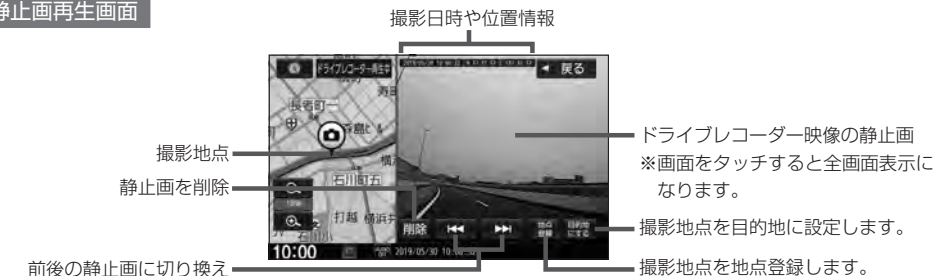 静止画再生画面
撮影日時や位置情報
ドライブレコーダー再生中
戻る
長者町一
寿
石川町五
打越
横浜
削除
地点登録
目的地にする
10:00
2019/05/30 10:00:
撮影地点
静止画を削除
前後の静止画に切り換え
ドライブレコーダー映像の静止画
※画面をタッチすると全画面表示に
なります。
撮影地点を目的地に設定します。
撮影地点を地点登録します。